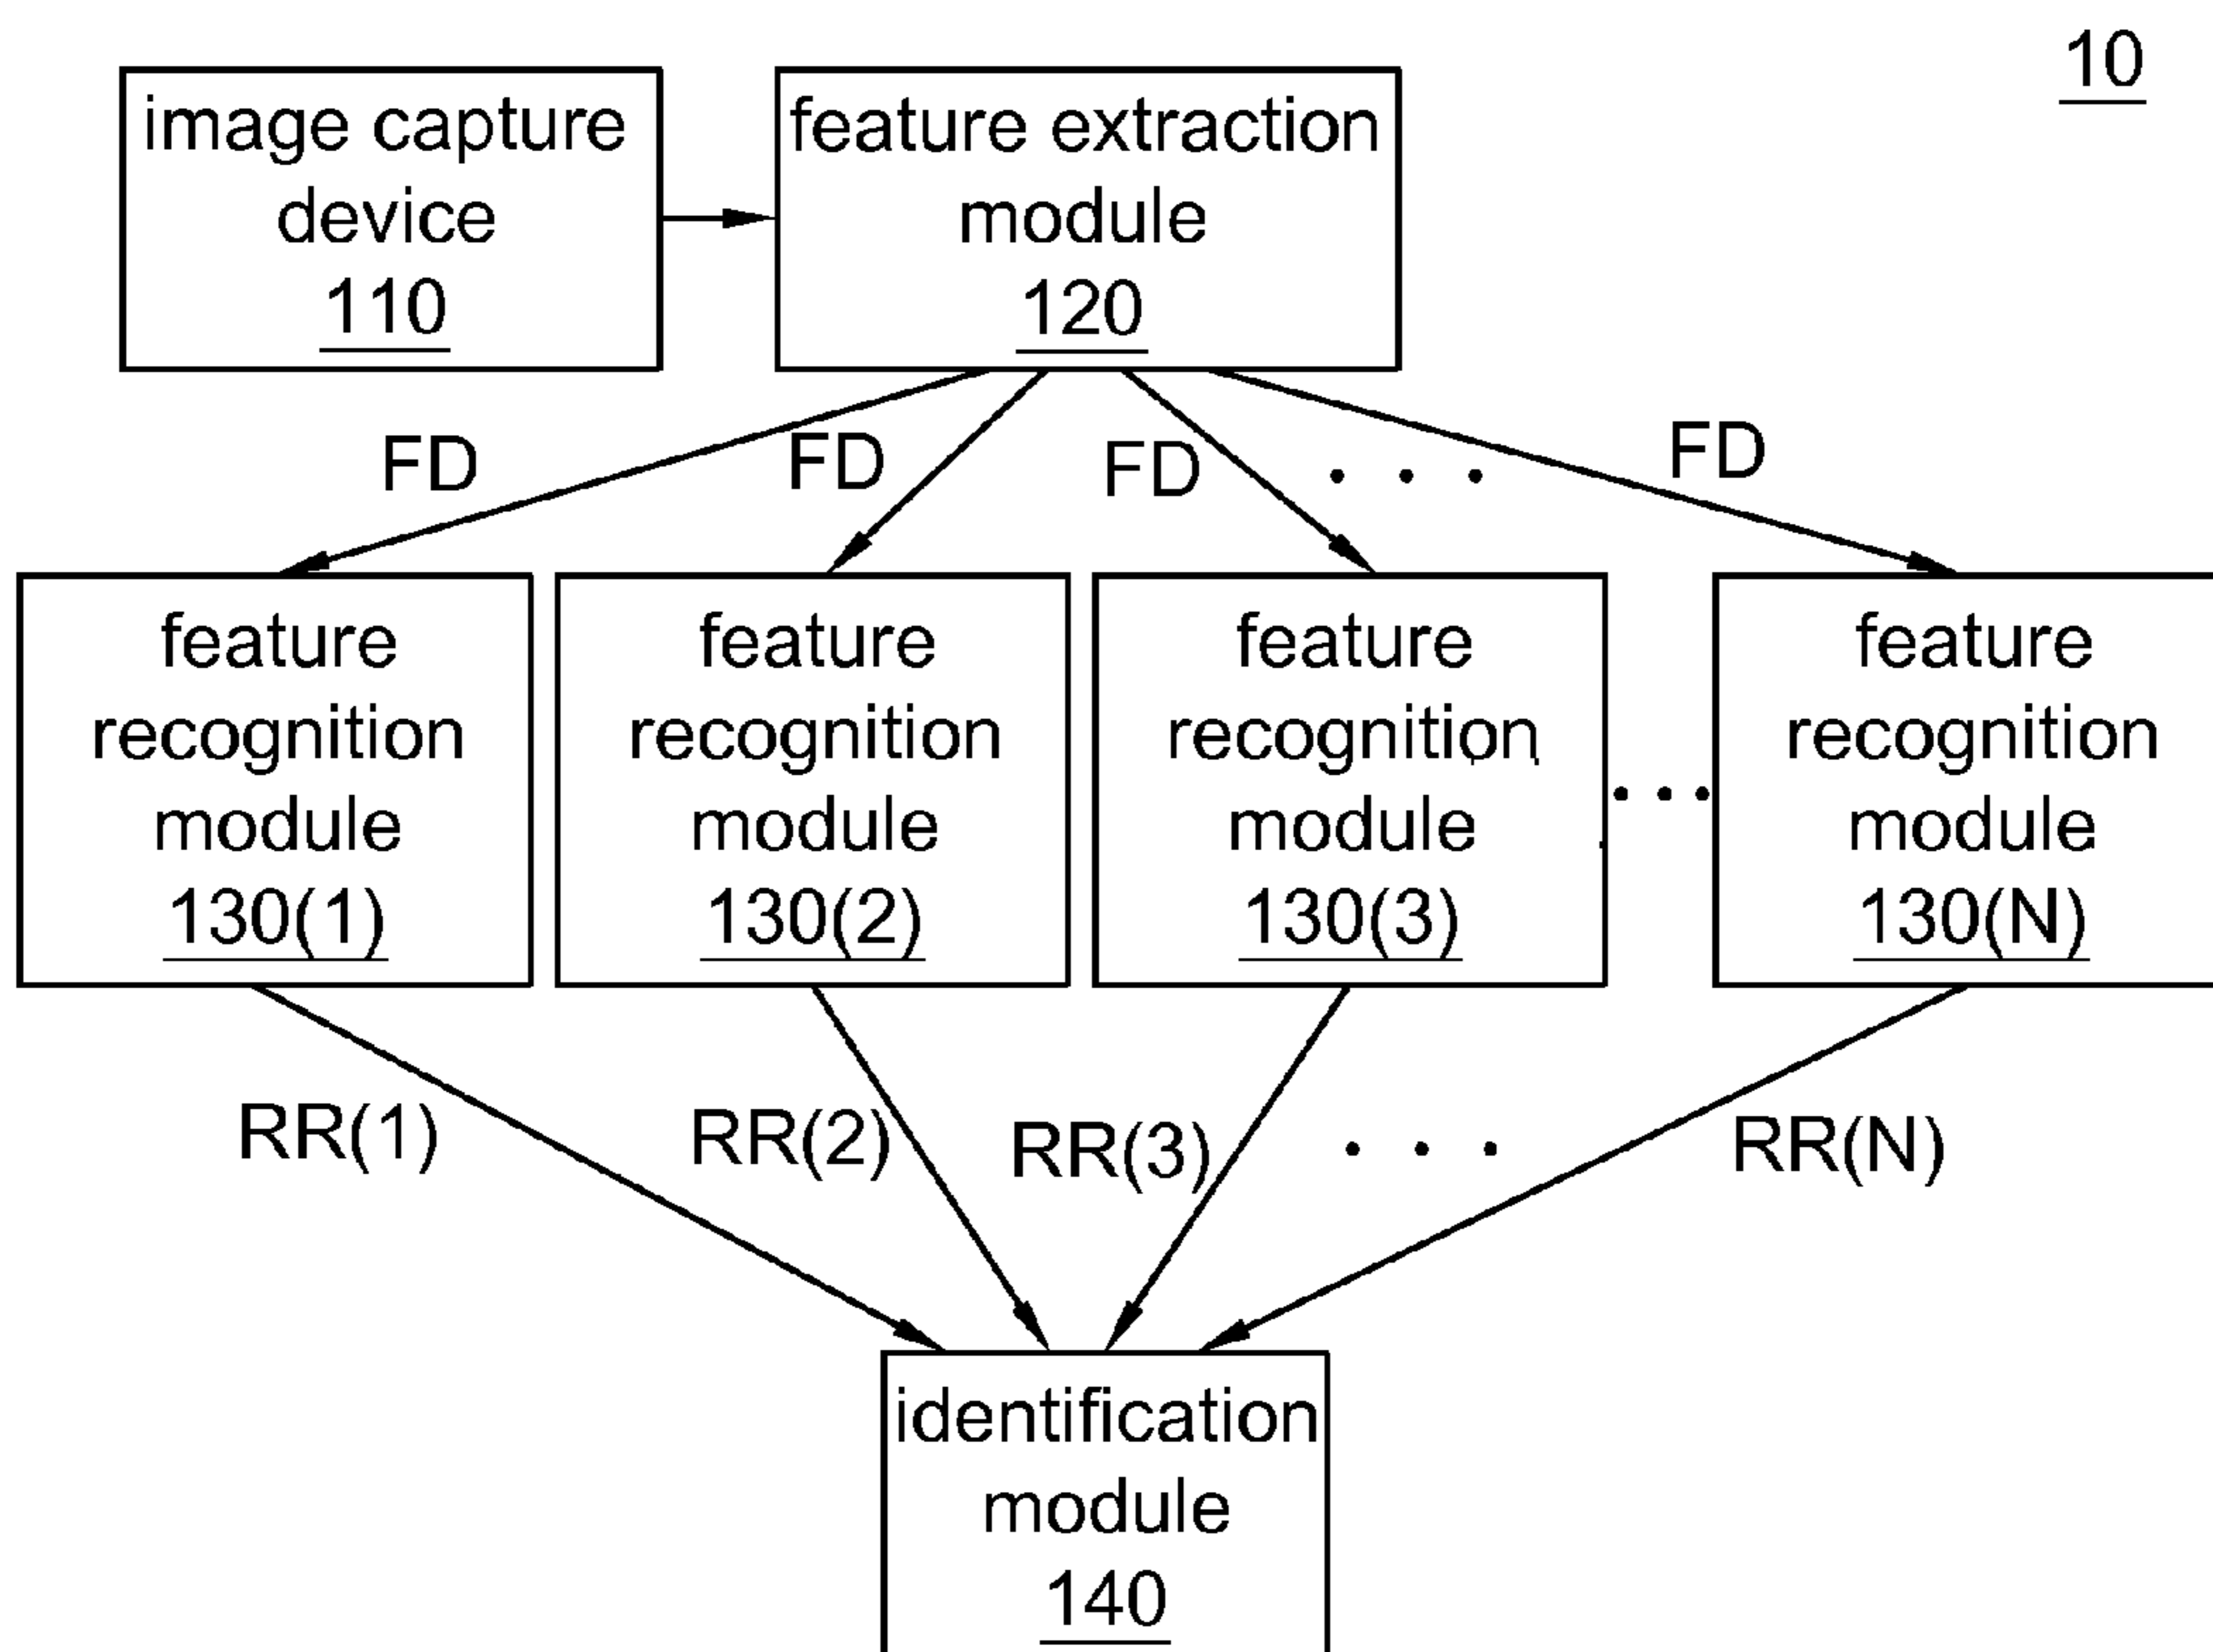 10
image capture
device
110
feature extraction
module
120
FD
FD
FD
. . .
FD
feature
recognition
module
130(1)
feature
recognition
module
130(2)
feature
recognition
module
130(3)
...
feature
recognition
module
130(N)
RR(1)
RR(2)
RR(3)
. . .
RR(N)
identification
module
140